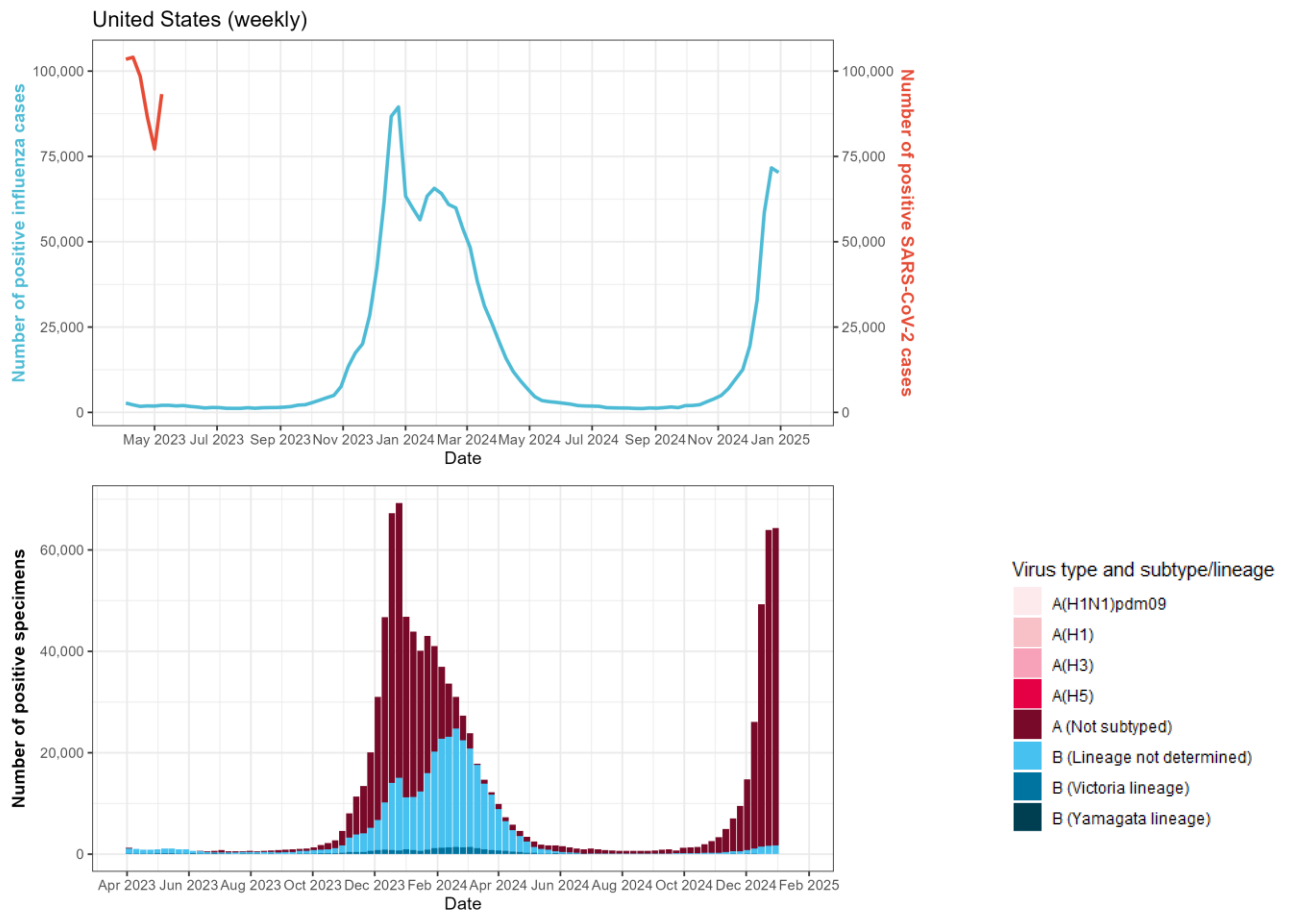 United States (weekly)
Number of positive influenza cases
100,000
75,000
50,000
25,000
0
100,000
75,000
50,000
25,000
0
Number of positive SARS-CoV-2 cases
May 2023 Jul 2023 Sep 2023 Nov 2023 Jan 2024 Mar 2024 May 2024 Jul 2024 Sep 2024 Nov 2024 Jan 2025
Date
Number of positive specimens
60,000
40,000
20,000
0
Apr 2023 Jun 2023 Aug 2023 Oct 2023 Dec 2023 Feb 2024 Apr 2024 Jun 2024 Aug 2024 Oct 2024 Dec 2024 Feb 2025
Date
Virus type and subtype/lineage
A(H1N1)pdm09
A(H1)
A(H3)
A(H5)
A (Not subtyped)
B (Lineage not determined)
B (Victoria lineage)
B (Yamagata lineage)